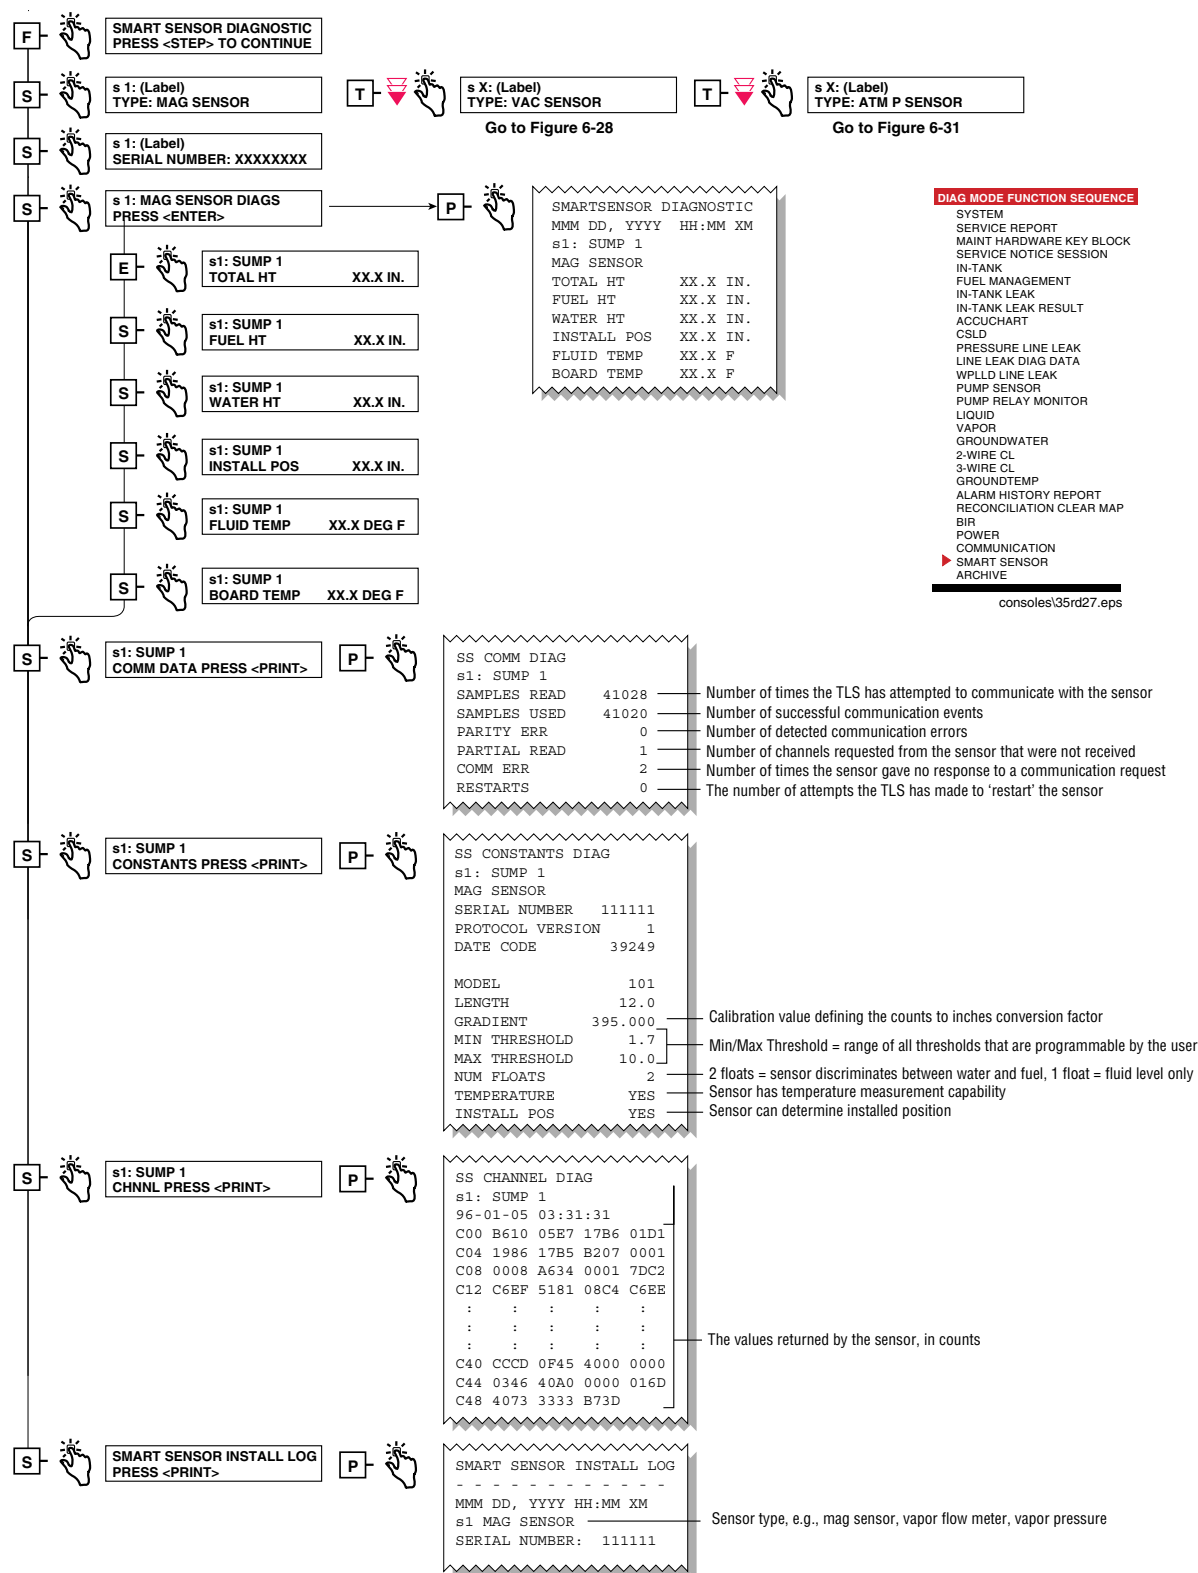 F
SMART SENSOR DIAGNOSTIC
PRESS <STEP> TO CONTINUE
S
s 1: (Label)
TYPE: MAG SENSOR
T
s X: (Label)
TYPE: VAC SENSOR
Go to Figure 6-28
T
s X: (Label)
TYPE: ATM P SENSOR
Go to Figure 6-31
S
s 1: (Label)
SERIAL NUMBER: XXXXXXXX
S
s 1: MAG SENSOR DIAGS
PRESS <ENTER>
P
SMARTSENSOR DIAGNOSTIC
MMM DD, YYYY HH:MM XM
s1: SUMP 1
MAG SENSOR
TOTAL HT XX.X IN.
FUEL HT XX.X IN.
WATER HT XX.X IN.
INSTALL POS XX.X IN.
FLUID TEMP XX.X F
BOARD TEMP XX.X F
E
s1: SUMP 1
TOTAL HT XX.X IN.
S
s1: SUMP 1
FUEL HT XX.X IN.
S
s1: SUMP 1
WATER HT XX.X IN.
S
s1: SUMP 1
INSTALL POS XX.X IN.
S
s1: SUMP 1
FLUID TEMP XX.X DEG F
S
s1: SUMP 1
BOARD TEMP XX.X DEG F
DIAG MODE FUNCTION SEQUENCE
SYSTEM
SERVICE REPORT
MAINT HARDWARE KEY BLOCK
SERVICE NOTICE SESSION
IN-TANK
FUEL MANAGEMENT
IN-TANK LEAK
IN-TANK LEAK RESULT
ACCUCHART
CSLD
PRESSURE LINE LEAK
LINE LEAK DIAG DATA
WPLLD LINE LEAK
PUMP SENSOR
PUMP RELAY MONITOR
LIQUID
VAPOR
GROUNDWATER
2-WIRE CL
3-WIRE CL
GROUNDTEMP
ALARM HISTORY REPORT
RECONCILIATION CLEAR MAP
BIR
POWER
COMMUNICATION
SMART SENSOR
ARCHIVE
consoles\35rd27.eps
S
s1: SUMP 1
COMM DATA PRESS <PRINT>
P
SS COMM DIAG
s1: SUMP 1
SAMPLES READ 41028 Number of times the TLS has attempted to communicate with the sensor
SAMPLES USED 41020 Number of successful communication events
PARITY ERR 0 Number of detected communication errors
PARTIAL READ 1 Number of channels requested from the sensor that were not received
COMM ERR 2 Number of times the sensor gave no response to a communication request
RESTARTS 0 The number of attempts the TLS has made to ‘restart’ the sensor
S
s1: SUMP 1
CONSTANTS PRESS <PRINT>
P
SS CONSTANTS DIAG
s1: SUMP 1
MAG SENSOR
SERIAL NUMBER 111111
PROTOCOL VERSION 1
DATE CODE 39249
MODEL 101
LENGTH 12.0
GRADIENT 395.000 Calibration value defining the counts to inches conversion factor
MIN THRESHOLD 1.7
MAX THRESHOLD 10.0
Min/Max Threshold = range of all thresholds that are programmable by the user
NUM FLOATS 2 2 floats = sensor discriminates between water and fuel, 1 float = fluid level only
TEMPERATURE YES Sensor has temperature measurement capability
INSTALL POS YES Sensor can determine installed position
S
s1: SUMP 1
CHNNL PRESS <PRINT>
P
SS CHANNEL DIAG
s1: SUMP 1
96-01-05 03:31:31
C00 B610 05E7 17B6 01D1
C04 1986 17B5 B207 0001
C08 0008 A634 0001 7DC2
C12 C6EF 5181 08C4 C6EE
: : : : :
: : : : :
: : : : :
The values returned by the sensor, in counts
C40 CCCD 0F45 4000 0000
C44 0346 40A0 0000 016D
C48 4073 3333 B73D
S
SMART SENSOR INSTALL LOG
PRESS <PRINT>
P
SMART SENSOR INSTALL LOG
- - - - - - - - - - - -
MMM DD, YYYY HH:MM XM
s1 MAG SENSOR Sensor type, e.g., mag sensor, vapor flow meter, vapor pressure
SERIAL NUMBER: 111111